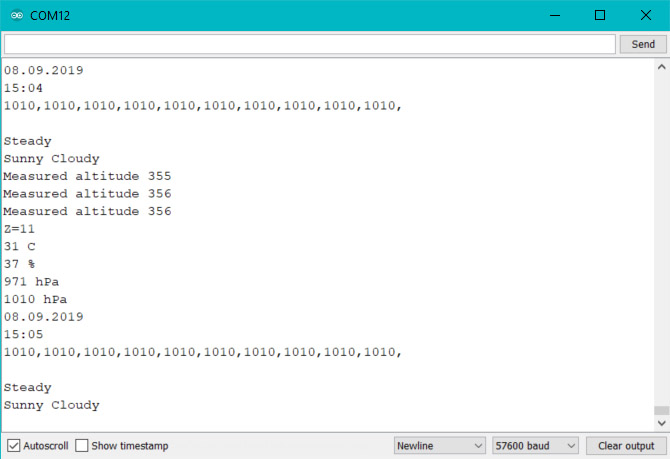 COM12
Send
08.09.2019
15:04
1010,1010,1010,1010,1010,1010,1010,1010,1010,1010,
Steady
Sunny Cloudy
Measured altitude 355
Measured altitude 356
Measured altitude 356
Z=11
31 C
37 %
971 hPa
1010 hPa
08.09.2019
15:05
1010,1010,1010,1010,1010,1010,1010,1010,1010,1010,
Steady
Sunny Cloudy
Autoscroll Show timestamp Newline 57600 baud Clear output